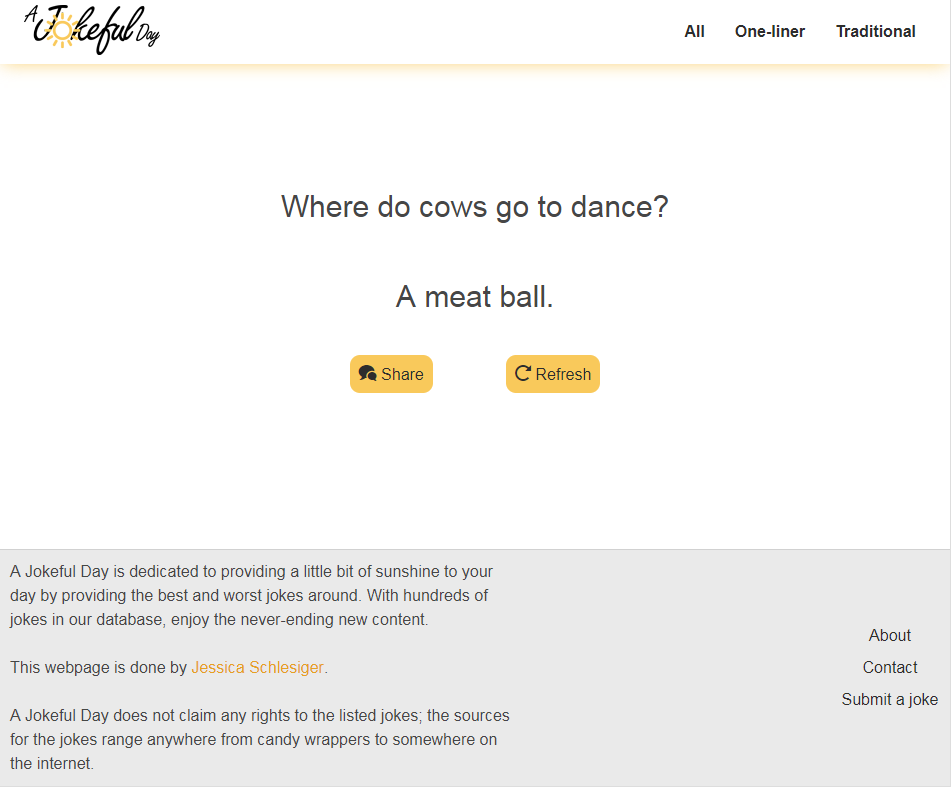 A Jokeful Day
All One-liner Traditional
Where do cows go to dance?
A meat ball.
Share Refresh
A Jokeful Day is dedicated to providing a little bit of sunshine to your
day by providing the best and worst jokes around. With hundreds of
jokes in our database, enjoy the never-ending new content.
This webpage is done by Jessica Schlesiger.
A Jokeful Day does not claim any rights to the listed jokes; the sources
for the jokes range anywhere from candy wrappers to somewhere on
the internet.
About
Contact
Submit a joke